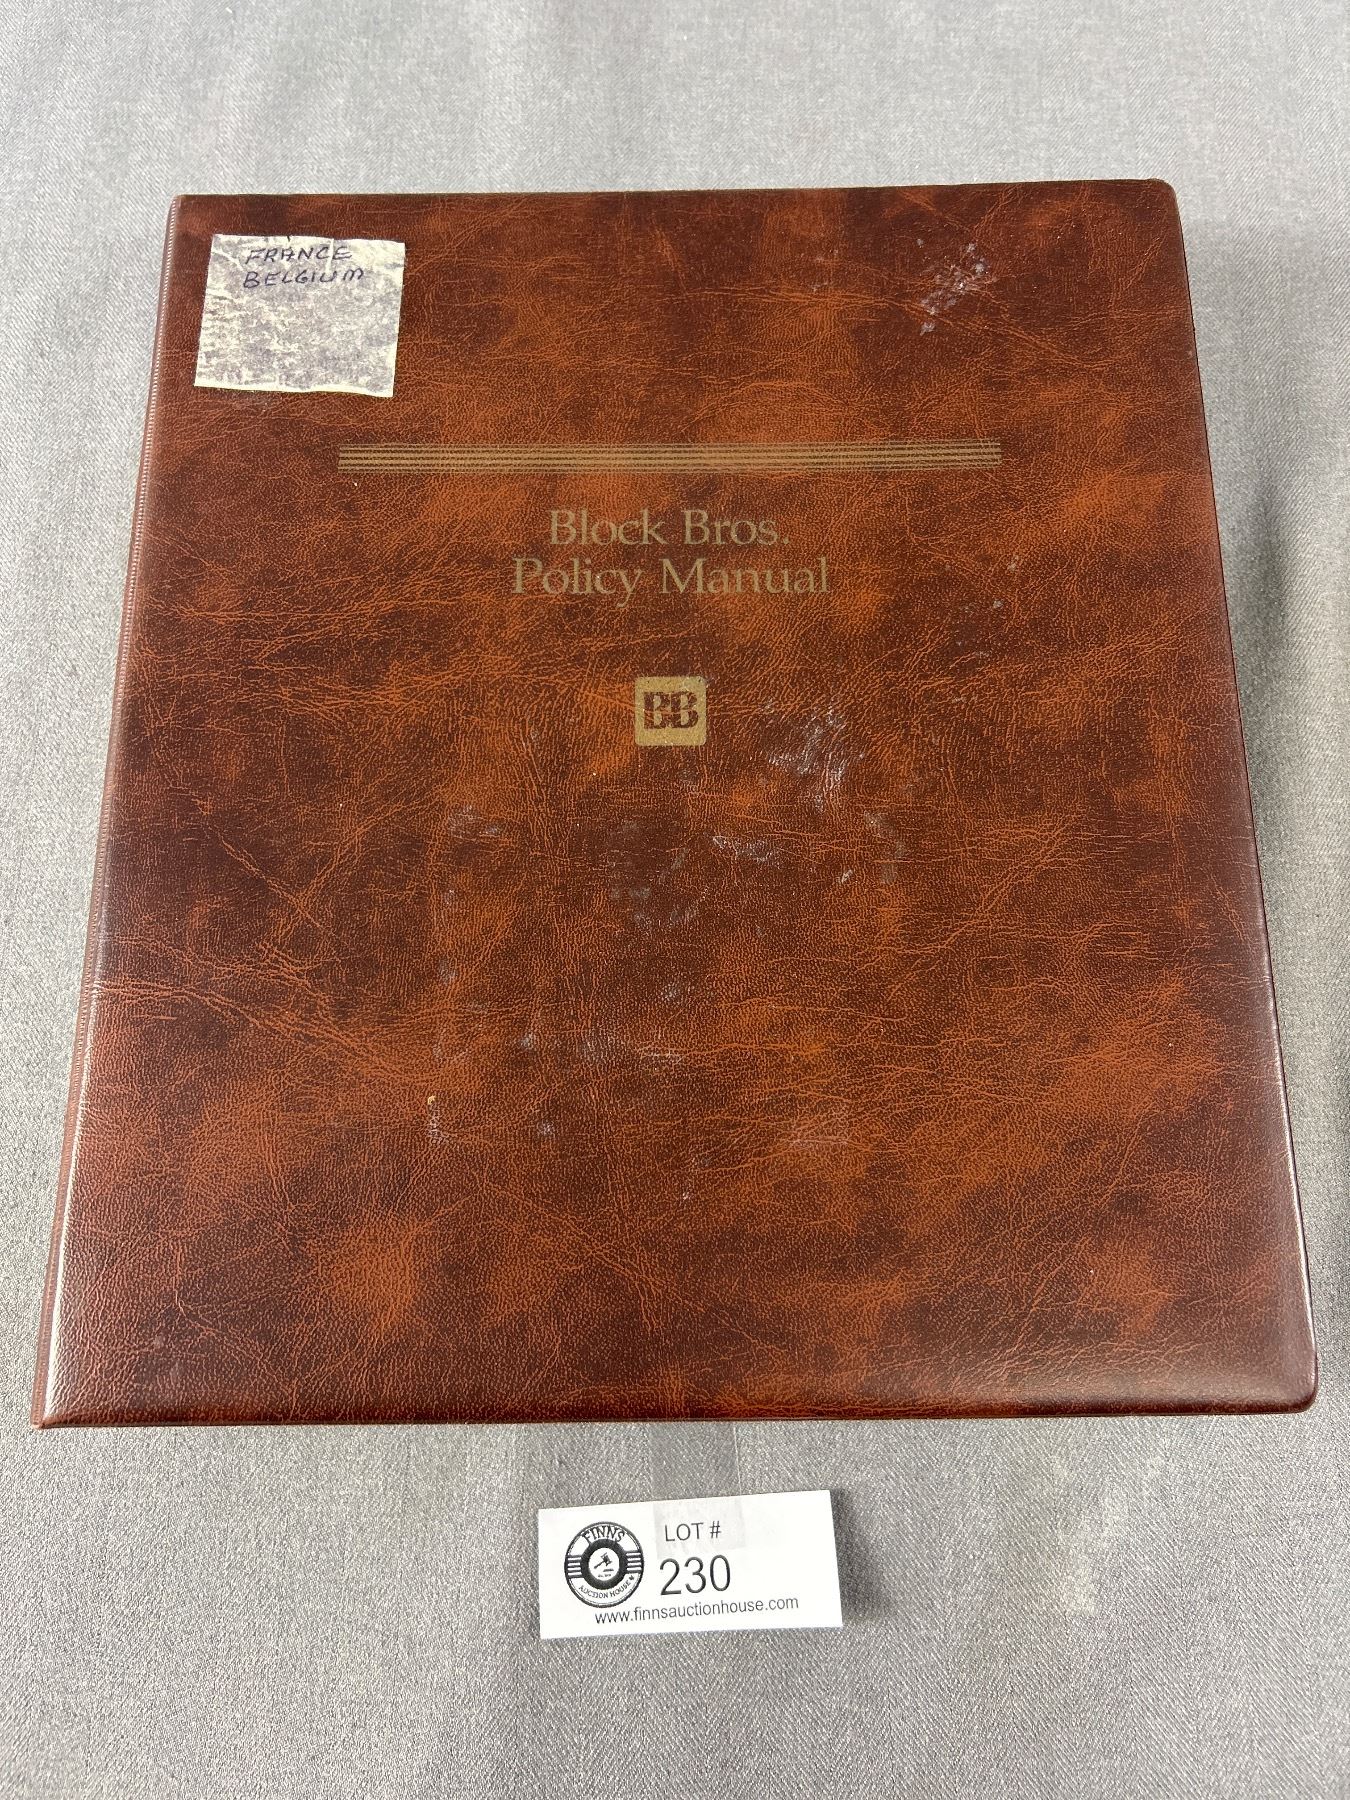 FRANCE
BELGIUM
Block Bros.
Policy Manual
BB
FINNS
AUCTION HOUSE
LOT #
230
www.finnsauctionhouse.com